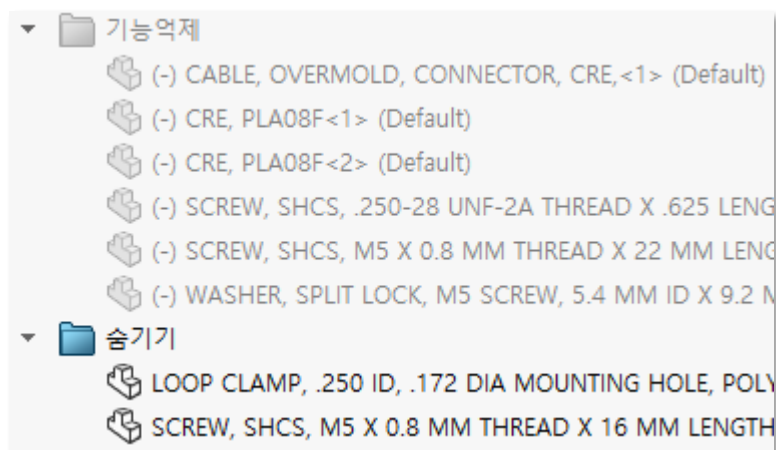 기능억제
(-) CABLE, OVERMOLD, CONNECTOR, CRE,<1> (Default)
(-) CRE, PLA08F<1> (Default)
(-) CRE, PLA08F<2> (Default)
(-) SCREW, SHCS, .250-28 UNF-2A THREAD X .625 LENG
(-) SCREW, SHCS, M5 X 0.8 MM THREAD X 22 MM LENG
(-) WASHER, SPLIT LOCK, M5 SCREW, 5.4 MM ID X 9.2 M
숨기기
LOOP CLAMP, .250 ID, .172 DIA MOUNTING HOLE, POLY
SCREW, SHCS, M5 X 0.8 MM THREAD X 16 MM LENGTH